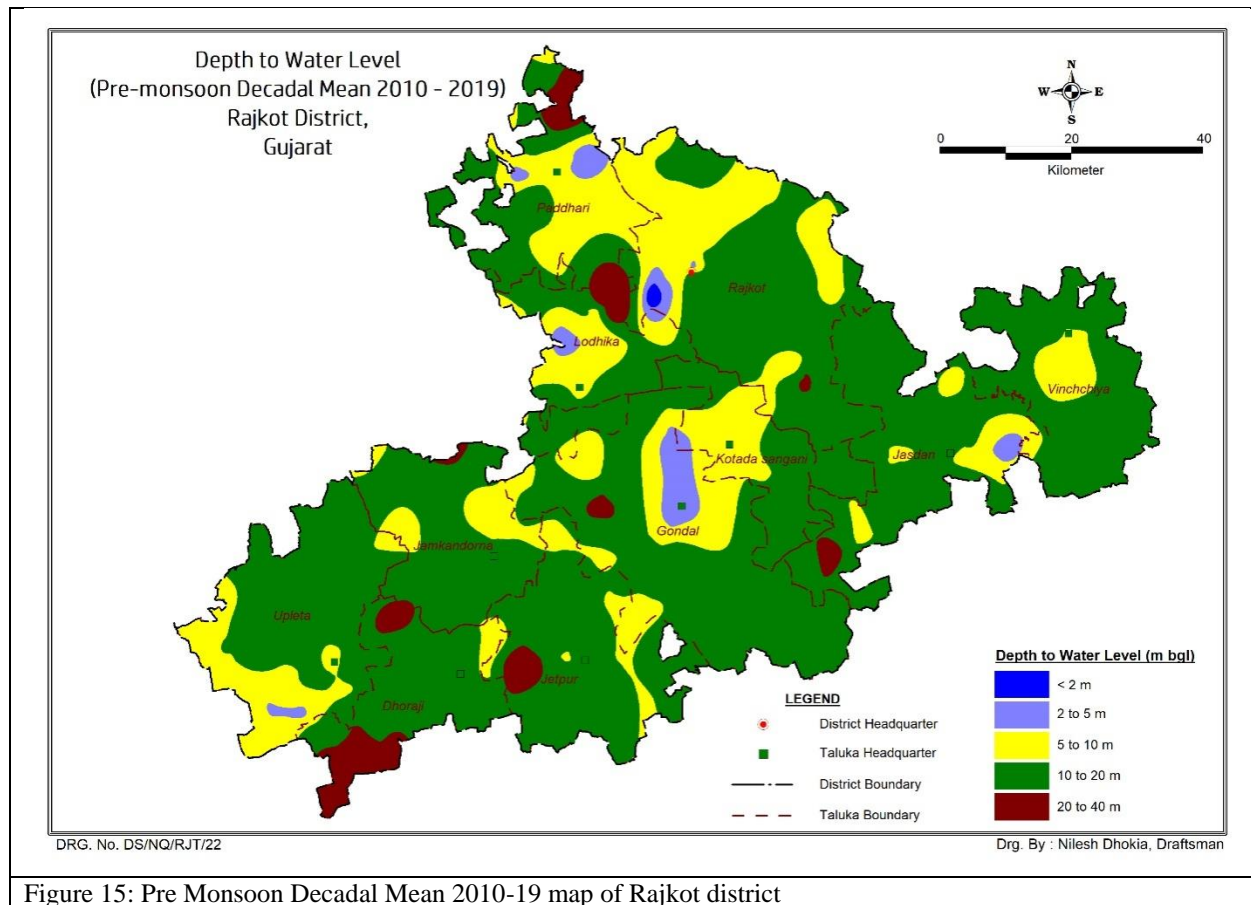 Depth to Water Level
(Pre-monsoon Decadal Mean 2010 - 2019)
Rajkot District,
Gujarat
N
W E
S
0 20 40
Kilometer
Paddhari
Rajkot
Lodhika
Vinchchiya
Kotada sangani
Jasdan
Gondal
Jamkandorna
Upleta
Jetpur
Dhoraji
LEGEND
District Headquarter
Taluka Headquarter
District Boundary
Taluka Boundary
Depth to Water Level (m bgl)
< 2 m
2 to 5 m
5 to 10 m
10 to 20 m
20 to 40 m
DRG. No. DS/NQ/RJT/22
Drg. By : Nilesh Dhokia, Draftsman
Figure 15: Pre Monsoon Decadal Mean 2010-19 map of Rajkot district